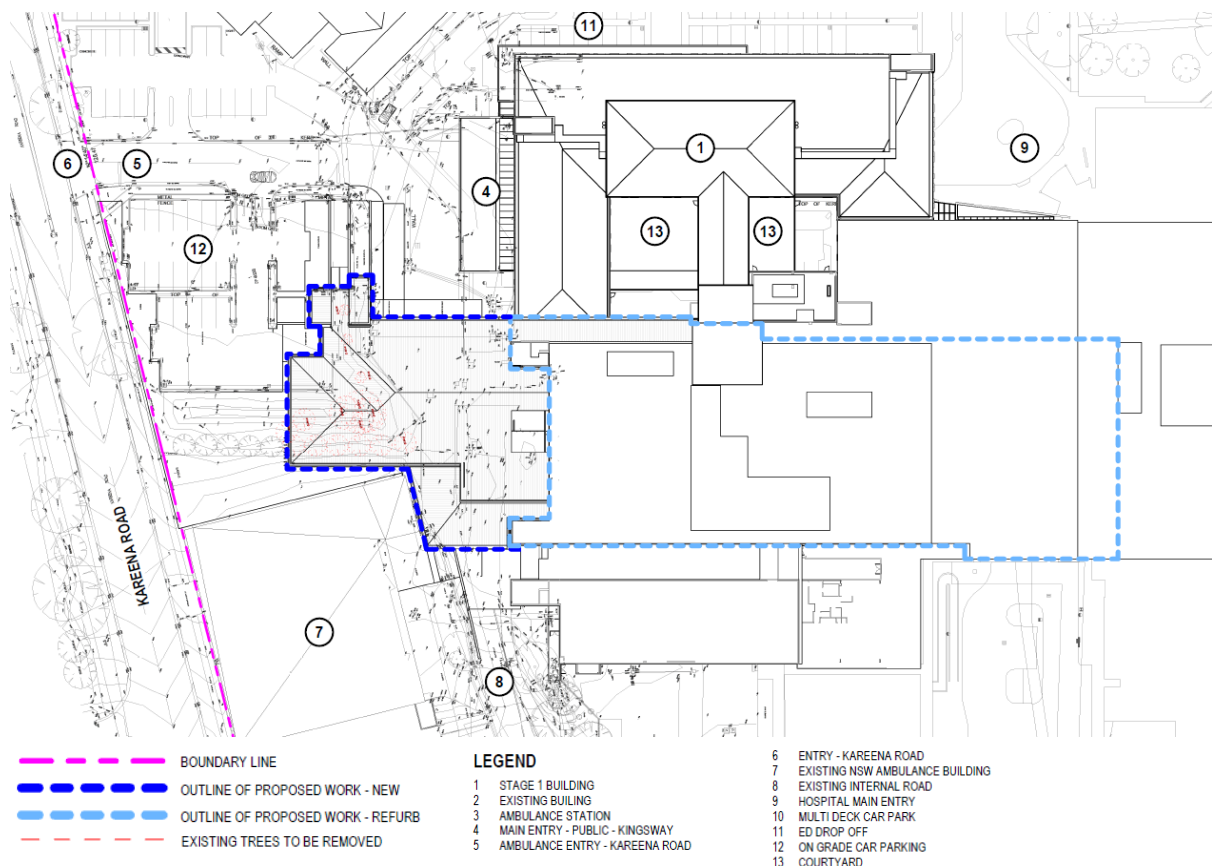 11
1
6
5
9
4
METAL
FENCE
13
13
12
KAREENA ROAD
7
8
BOUNDARY LINE
OUTLINE OF PROPOSED WORK - NEW
OUTLINE OF PROPOSED WORK - REFURB
EXISTING TREES TO BE REMOVED
LEGEND
1 STAGE 1 BUILDING
2 EXISTING BUILING
3 AMBULANCE STATION
4 MAIN ENTRY - PUBLIC - KINGSWAY
5 AMBULANCE ENTRY - KAREENA ROAD
6 ENTRY - KAREENA ROAD
7 EXISTING NSW AMBULANCE BUILDING
8 EXISTING INTERNAL ROAD
9 HOSPITAL MAIN ENTRY
10 MULTI DECK CAR PARK
11 ED DROP OFF
12 ON GRADE CAR PARKING
13 COURTYARD